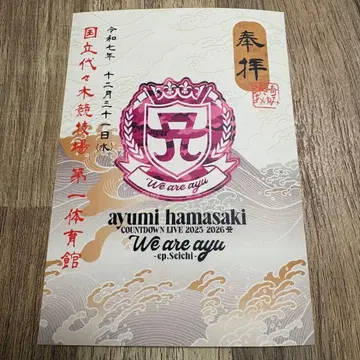 奉拝
令和七年 十二月三十一日(水)
国立代々木競技場 第一体育館
We are ayu
ayumi hamasaki
COUNTDOWN LIVE 2025-2026
We are ayu
-ep.Seichi-